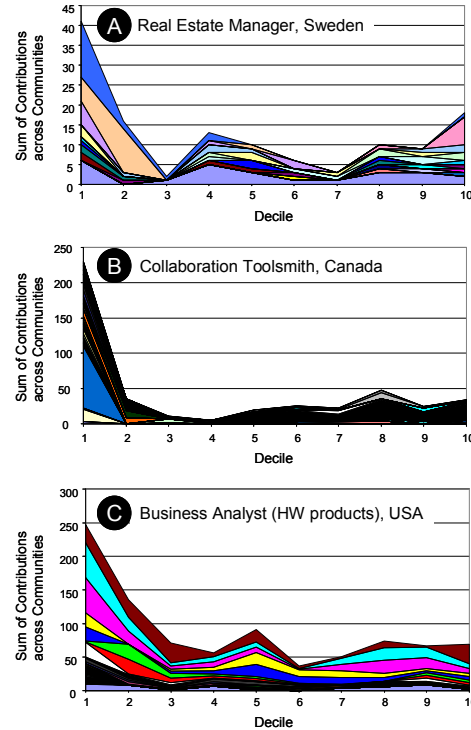 A Real Estate Manager, Sweden
Sum of Contributions
across Communities
45
40
35
30
25
20
15
10
5
0
1 2 3 4 5 6 7 8 9 10
Decile
B Collaboration Toolsmith, Canada
Sum of Contributions
across Communities
250
200
150
100
50
0
1 2 3 4 5 6 7 8 9 10
Decile
C Business Analyst (HW products), USA
Sum of Contributions
across Communities
300
250
200
150
100
50
0
1 2 3 4 5 6 7 8 9 10
Decile